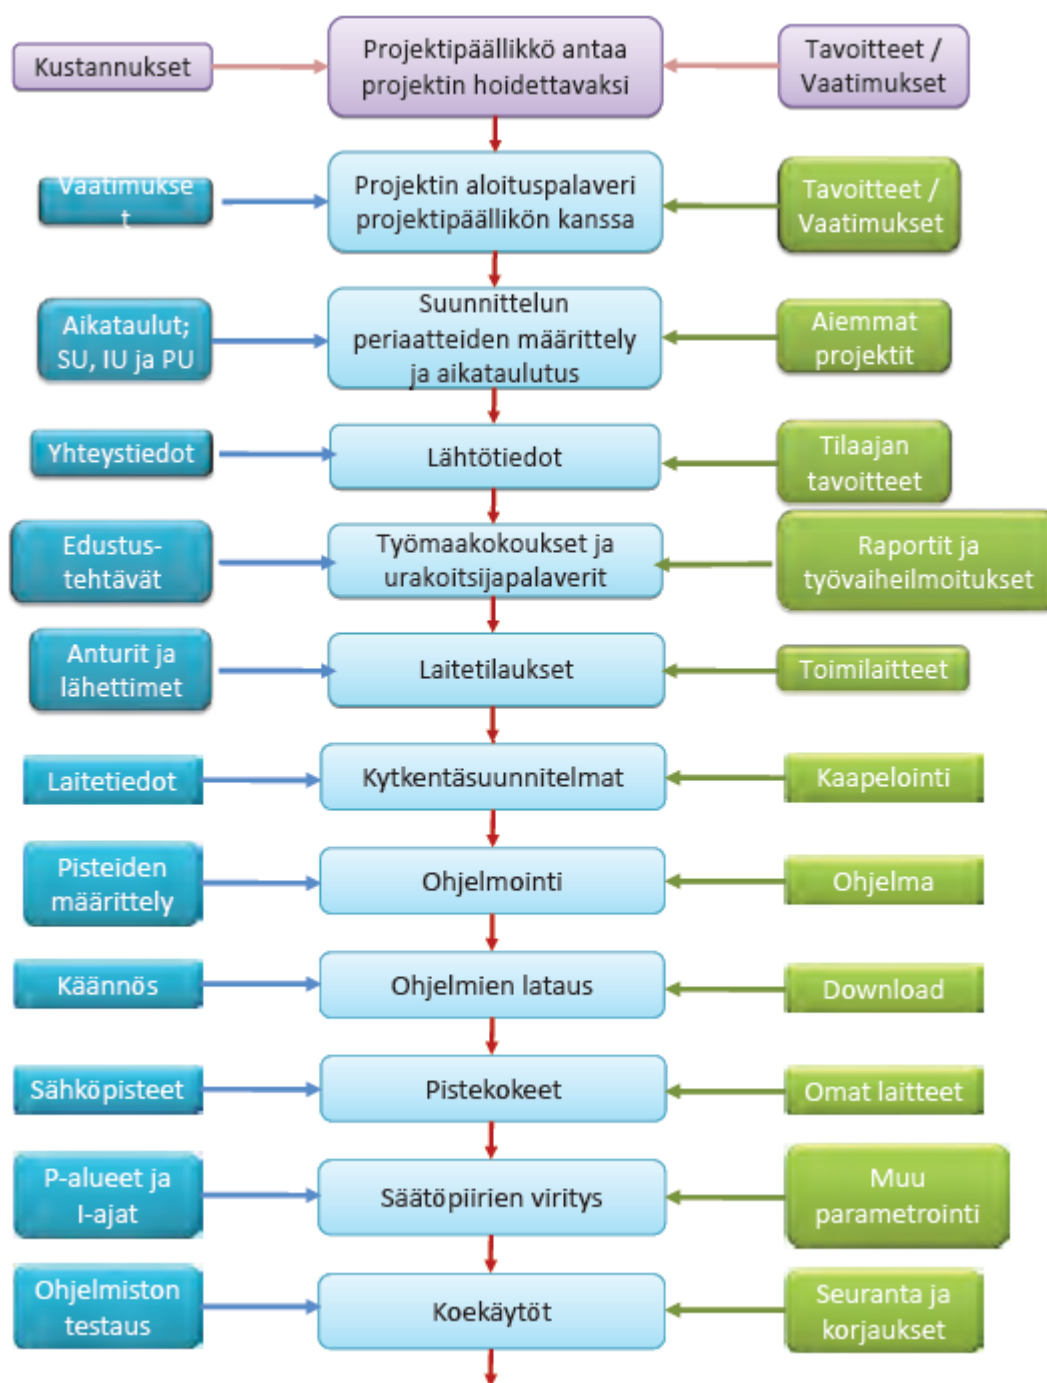 Kustannukset
Projektipäällikkö antaa
projektin hoidettavaksi
Tavoitteet /
Vaatimukset
Vaatimukse
t
Projektin aloituspalaveri
projektipäällikön kanssa
Tavoitteet /
Vaatimukset
Aikataulut;
SU, IU ja PU
Suunnittelun
periaatteiden määrittely
ja aikataulutus
Aiemmat
projektit
Yhteystiedot
Lähtötiedot
Tilaajan
tavoitteet
Edustus-
tehtävät
Työmaakokoukset ja
urakoitsijapalaverit
Raportit ja
työvaiheilmoitukset
Anturit ja
lähettimet
Laitetilaukset
Toimilaitteet
Laitetiedot
Kytkentäsuunnitelmat
Kaapelointi
Pisteiden
määrittely
Ohjelmointi
Ohjelma
Käännös
Ohjelmien lataus
Download
Sähköpisteet
Pistekokeet
Omat laitteet
P-alueet ja
I-ajat
Säätöpiirien viritys
Muu
parametrointi
Ohjelmiston
testaus
Koekäytöt
Seuranta ja
korjaukset